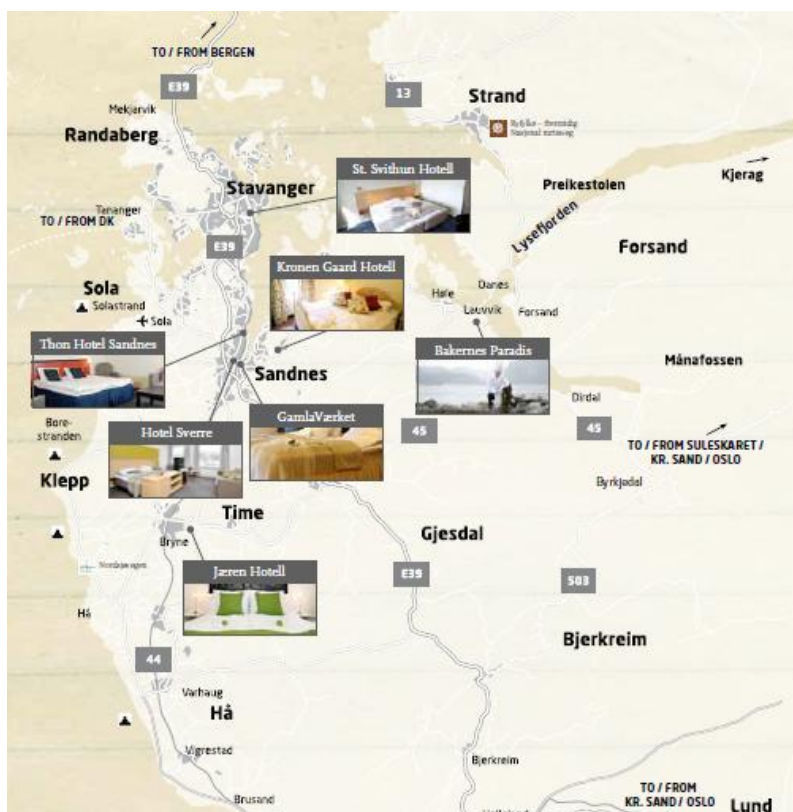 TO / FROM BERGEN
E39
13
Strand
Mekjarvik
Randaberg
Ryfylke –
St. Svithun Hotell
Stavanger
Preikestolen
Kjerag
Tananger
TO / FROM DK
E39
Lysefjorden
Forsand
Kronen Gaard Hotell
Sola
Solastrand
Sola
Oanes
Høle
Lauvvik
Forsand
Thon Hotel Sandnes
Bakernes Paradis
Månafossen
Sandnes
Dirdal
Bore-
stranden
Hotel Sverre
GamlaVærket
45
45
TO / FROM SULESKARET /
KR. SAND / OSLO
Klepp
Byrkjedal
Time
Gjesdal
Bryne
Jæren Hotell
E39
503
Hå
Bjerkreim
44
Varhaug
Hå
Vigrestad
Bjerkreim
Brusand
TO / FROM
KR. SAND / OSLO
Lund